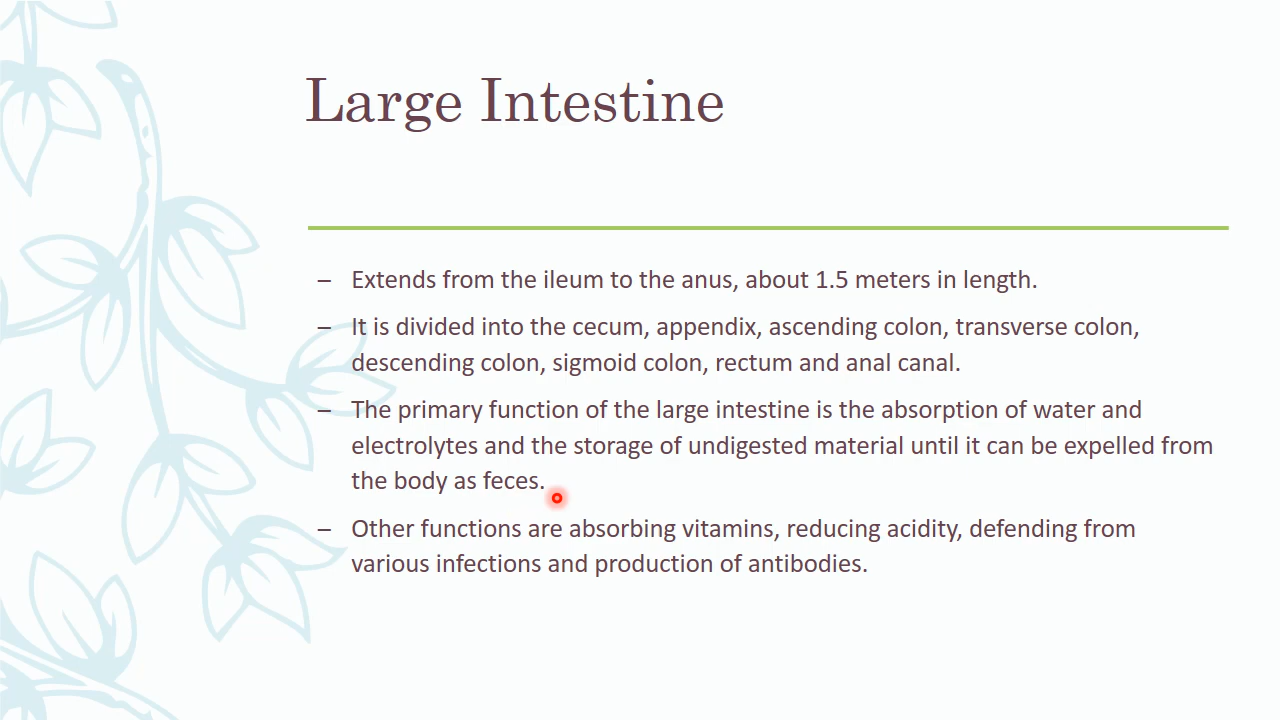 Large Intestine
– Extends from the ileum to the anus, about 1.5 meters in length.
– It is divided into the cecum, appendix, ascending colon, transverse colon,
descending colon, sigmoid colon, rectum and anal canal.
– The primary function of the large intestine is the absorption of water and
electrolytes and the storage of undigested material until it can be expelled from
the body as feces.
– Other functions are absorbing vitamins, reducing acidity, defending from
various infections and production of antibodies.